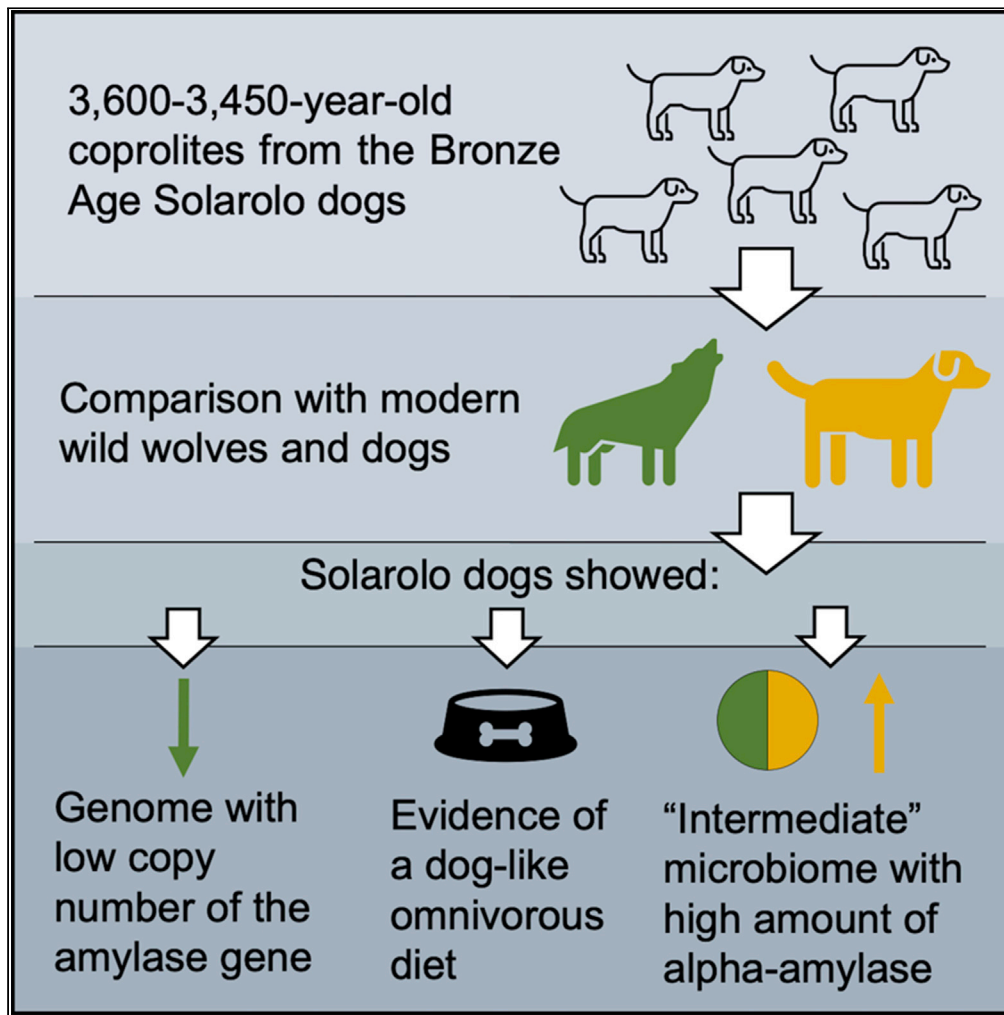 3,600-3,450-year-old
coprolites from the Bronze
Age Solarolo dogs
Comparison with modern
wild wolves and dogs
Solarolo dogs showed:
Genome with
low copy
number of the
amylase gene
Evidence of
a dog-like
omnivorous
diet
“Intermediate”
microbiome with
high amount of
alpha-amylase